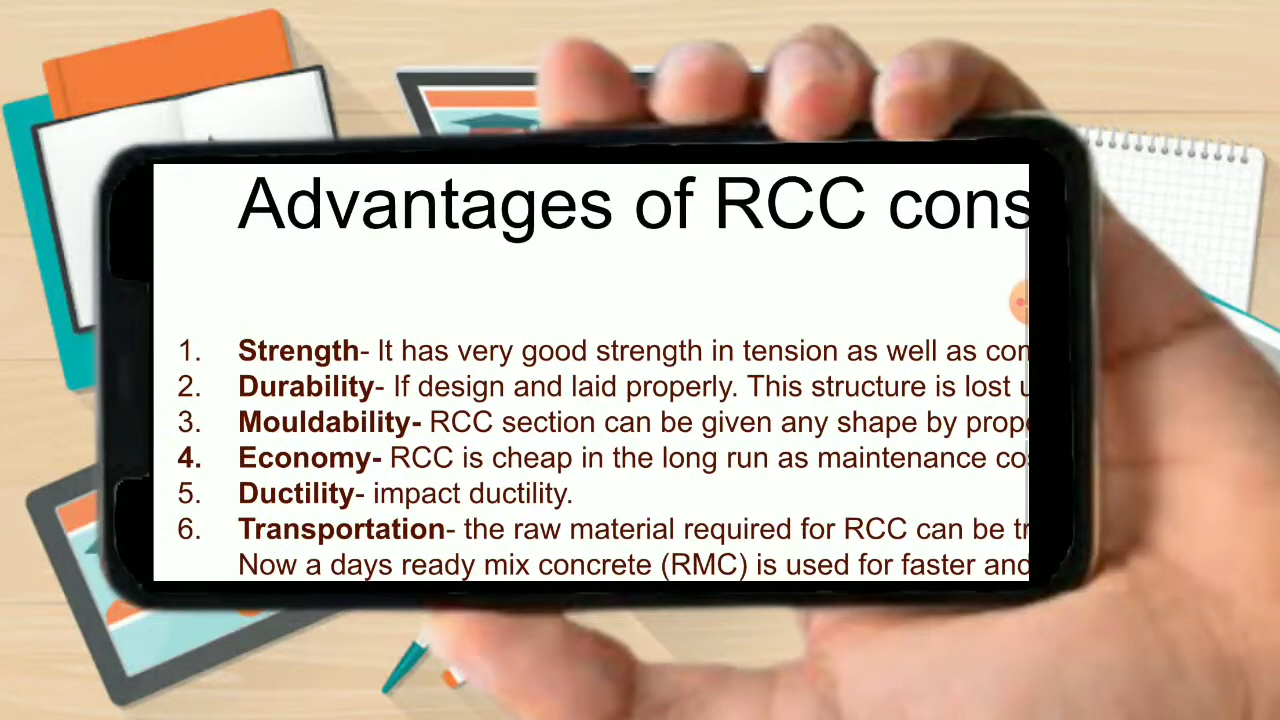 Advantages of RCC cons
1. Strength- It has very good strength in tension as well as com
2. Durability- If design and laid properly. This structure is lost u
3. Mouldability- RCC section can be given any shape by prope
4. Economy- RCC is cheap in the long run as maintenance cos
5. Ductility- impact ductility.
6. Transportation- the raw material required for RCC can be tr
Now a days ready mix concrete (RMC) is used for faster and